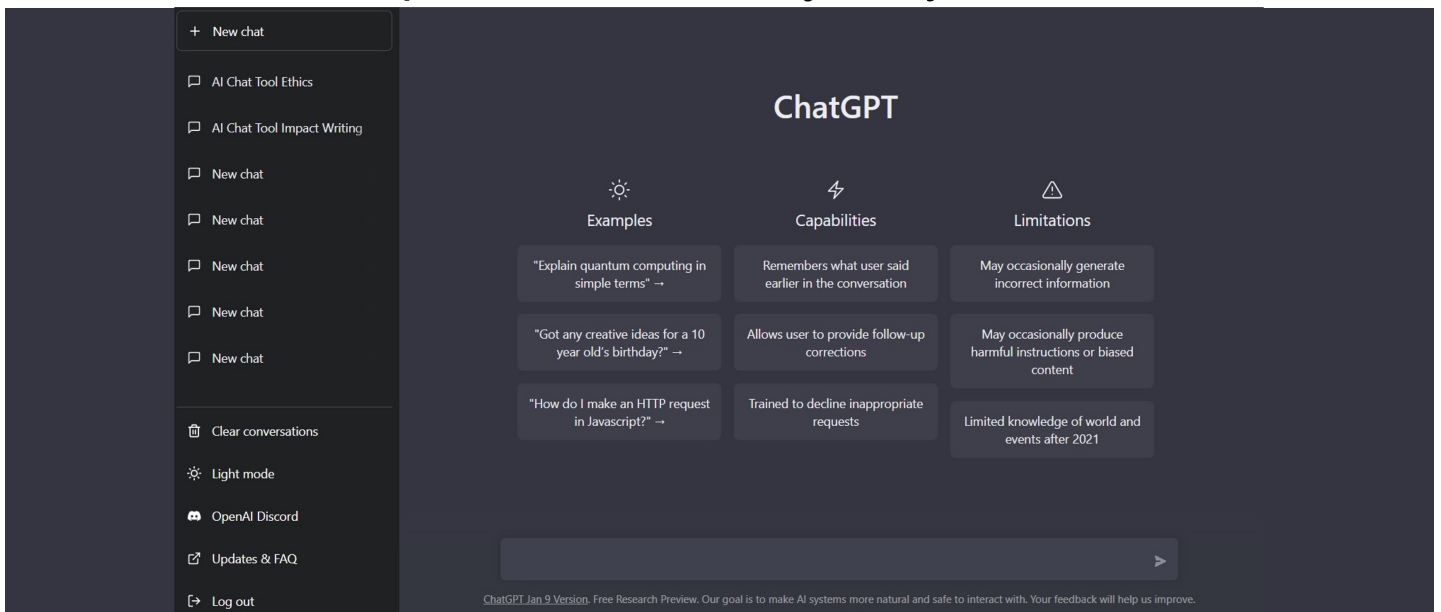 + New chat
AI Chat Tool Ethics
AI Chat Tool Impact Writing
New chat
New chat
New chat
New chat
New chat
Clear conversations
Light mode
OpenAI Discord
Updates & FAQ
Log out
ChatGPT
Examples
"Explain quantum computing in
simple terms" →
"Got any creative ideas for a 10
year old's birthday?" →
"How do I make an HTTP request
in Javascript?" →
Capabilities
Remembers what user said
earlier in the conversation
Allows user to provide follow-up
corrections
Trained to decline inappropriate
requests
Limitations
May occasionally generate
incorrect information
May occasionally produce
harmful instructions or biased
content
Limited knowledge of world and
events after 2021
ChatGPT Jan 9 Version. Free Research Preview. Our goal is to make AI systems more natural and safe to interact with. Your feedback will help us improve.